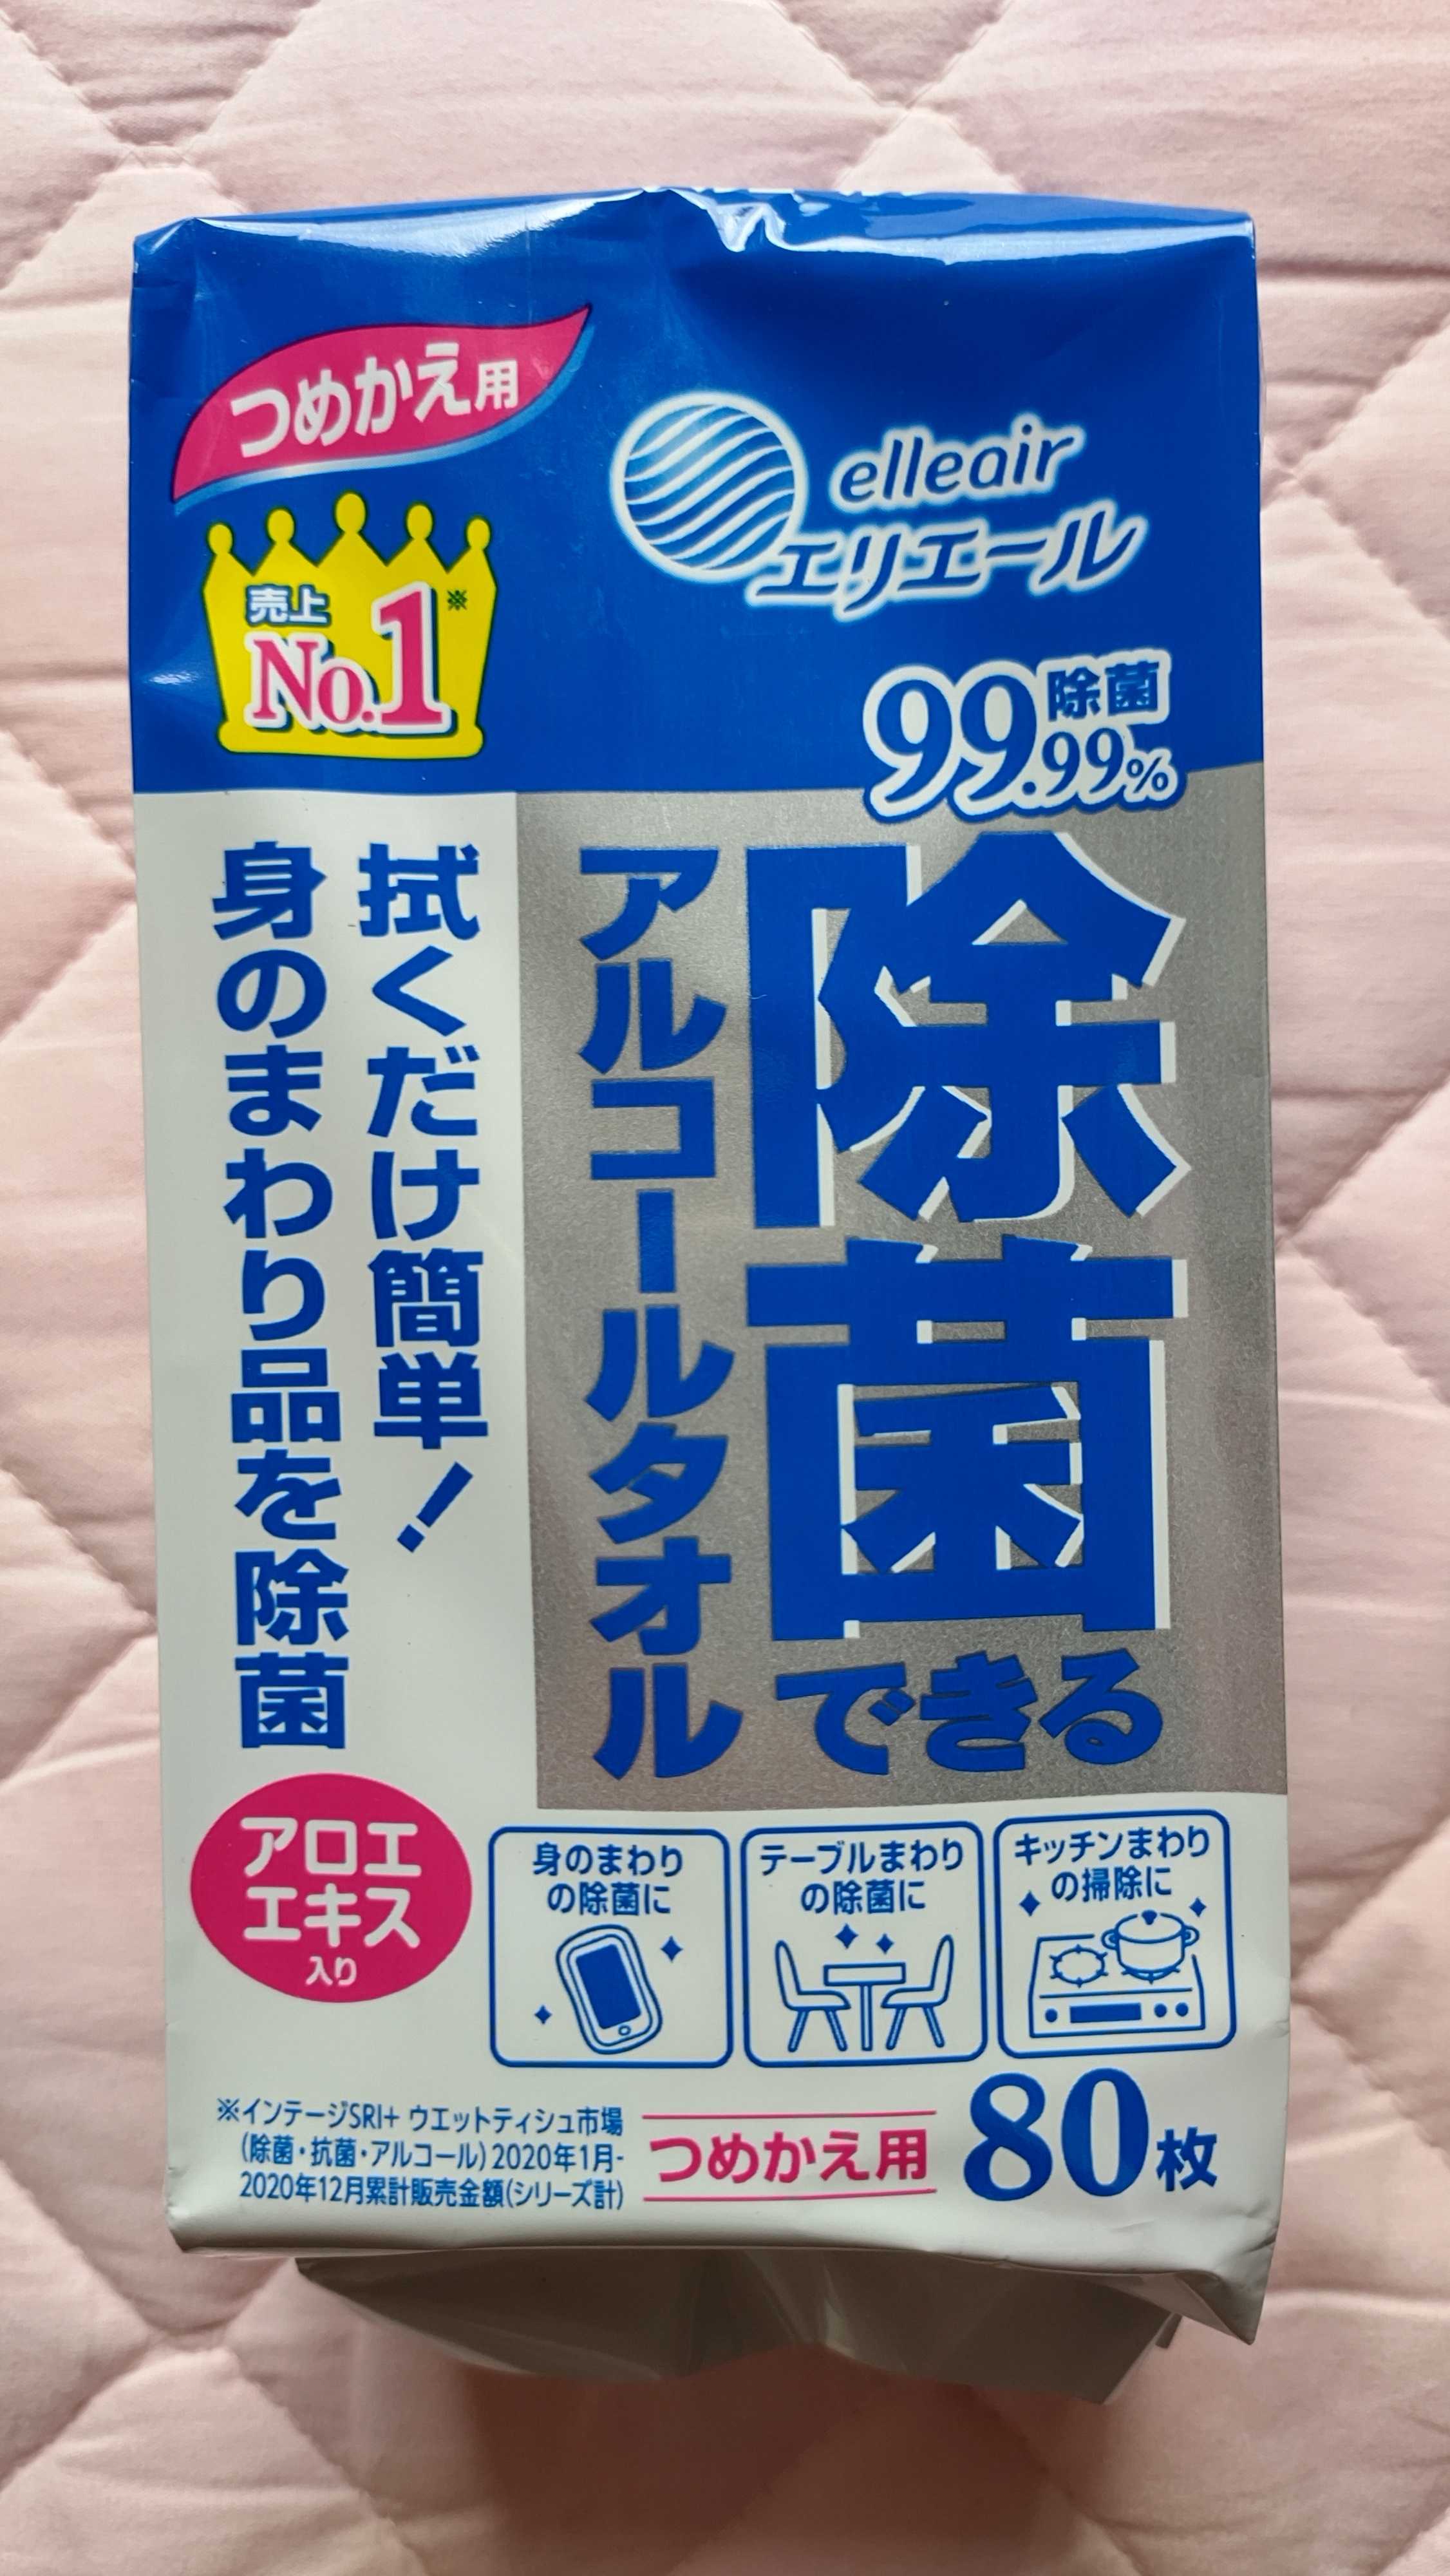 つめかえ用
elleair
エリエール
売上
No.1※
除菌
99.99%
除菌できる
アルコールタオル
拭くだけ簡単!
身のまわり品を除菌
アロエ
エキス
入り
身のまわり
の除菌に
テーブルまわり
の除菌に
キッチンまわり
の掃除に
※インテージSRI+ ウエットティシュ市場
(除菌・抗菌・アルコール)2020年1月-
2020年12月累計販売金額(シリーズ計)
つめかえ用
80枚